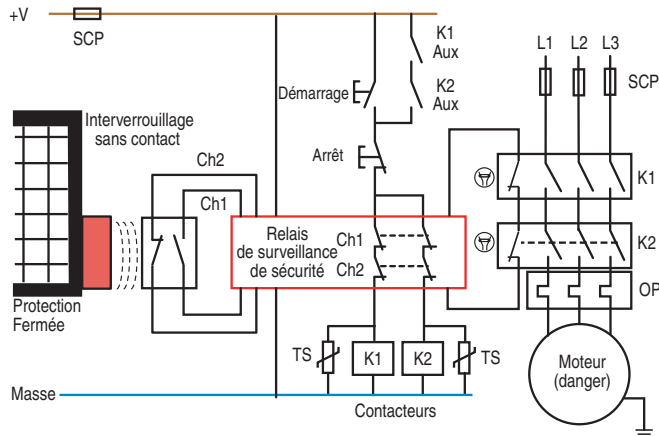 +V
SCP
K1
Aux
K2
Aux
L1 L2 L3
SCP
Démarrage
Interverrouillage
sans contact
Arrêt
Ch2
Ch1
K1
Relais
de surveillance
de sécurité
Ch1
Ch2
K2
OP
Protection
Fermée
TS
K1
K2
TS
Moteur
(danger)
Masse
Contacteurs